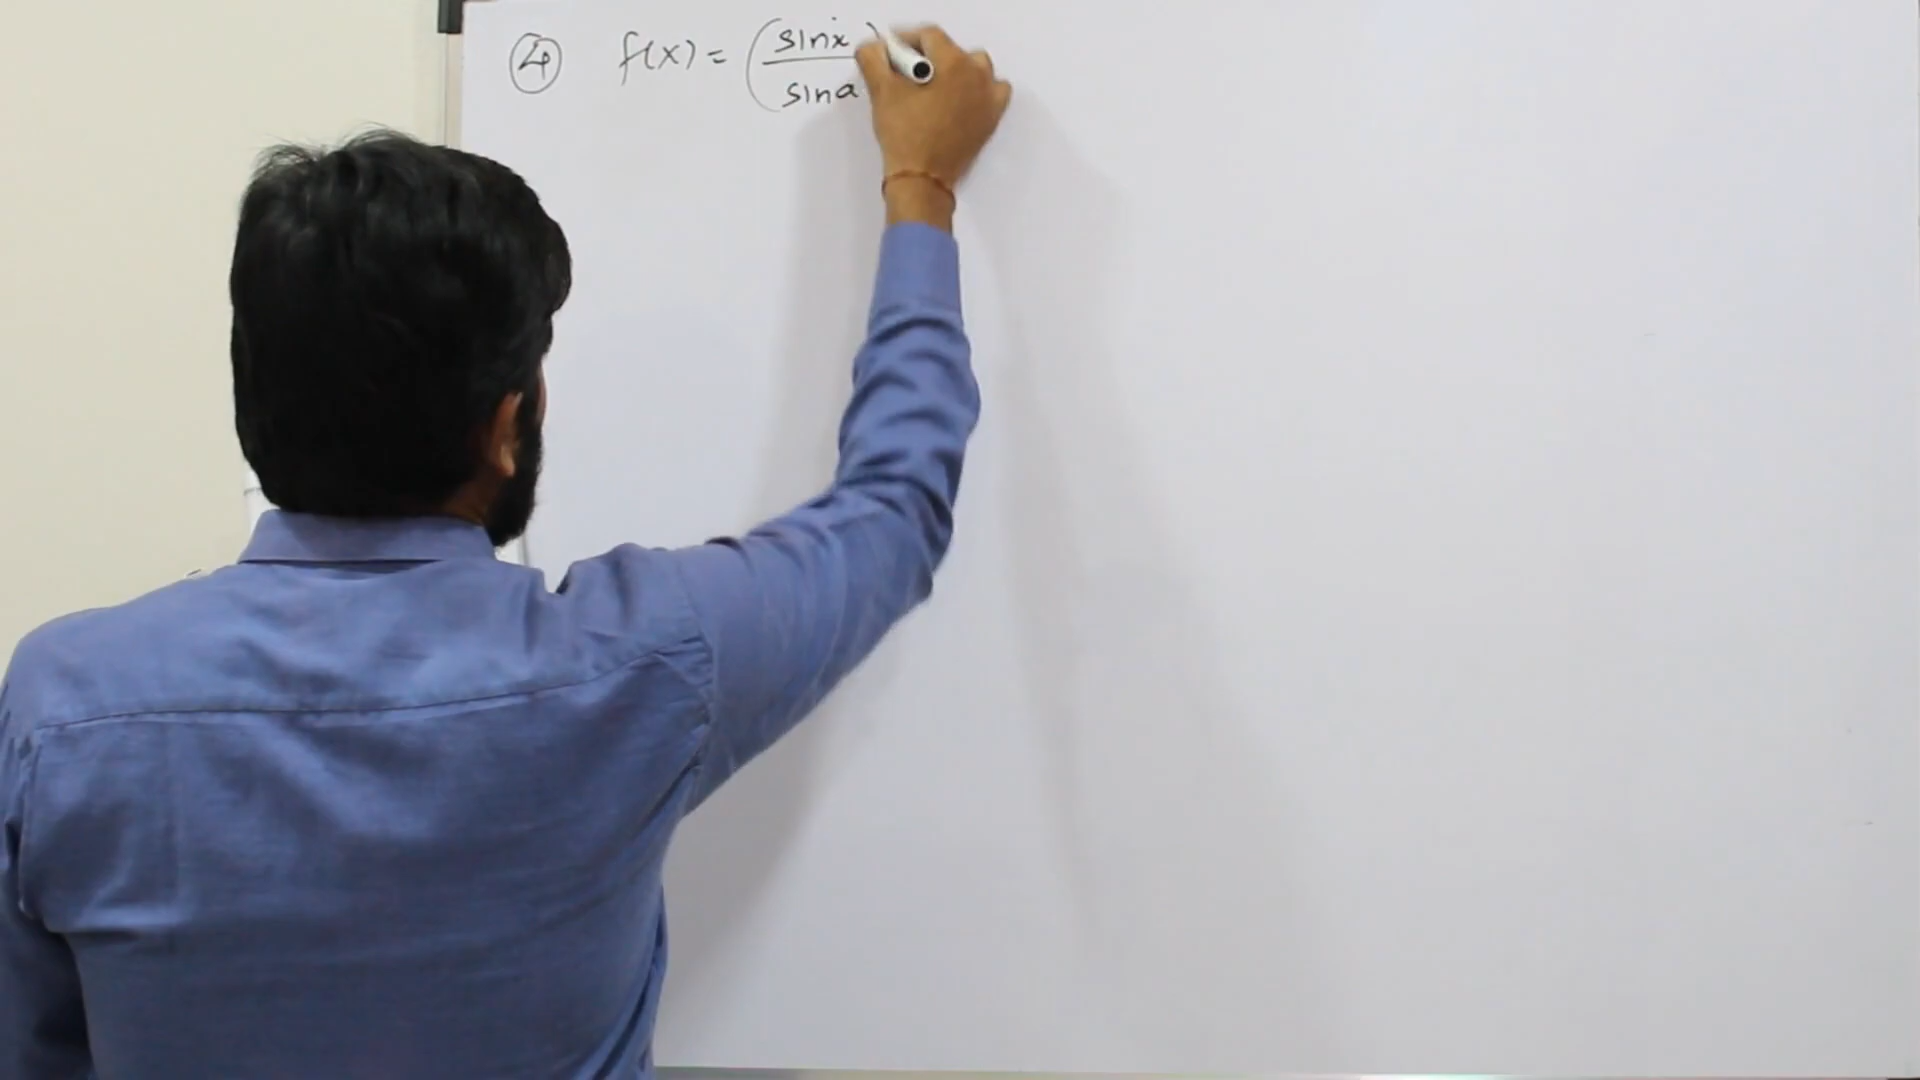 ④ f(x) = (sinx / sina)